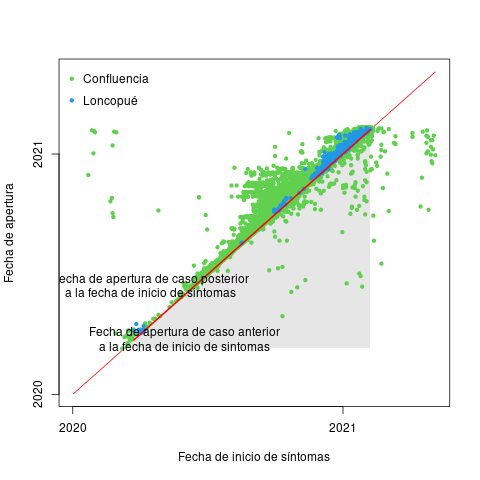 Confluencia
Loncopué
echa de apertura de caso posterior
a la fecha de inicio de síntomas
Fecha de apertura de caso anterior
a la fecha de inicio de sintomas
2020
2021
Fecha de apertura
2020
2021
Fecha de inicio de síntomas